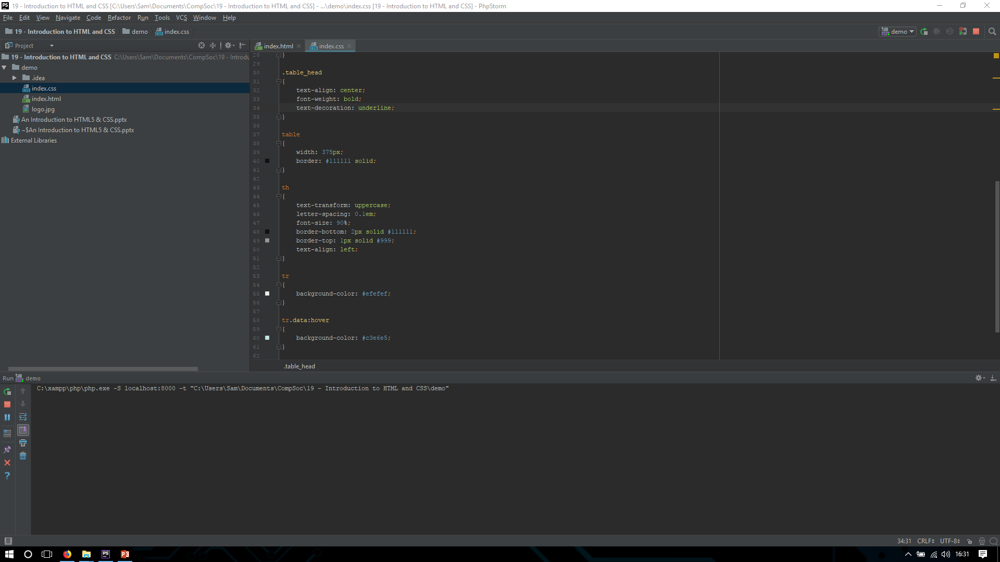 PS 19 - Introduction to HTML and CSS [C:\Users\Sam\Documents\CompSoc\19 - Introduction to HTML and CSS] - ...\demo\index.css [19 - Introduction to HTML and CSS] - PhpStorm
File Edit View Navigate Code Refactor Run Tools VCS Window Help
19 - Introduction to HTML and CSS demo index.css demo
Project index.html index.css
19 - Introduction to HTML and CSS C:\Users\Sam\Documents\CompSoc\19 - Introdu
demo
.idea
index.css
index.html
logo.jpg
An Introduction to HTML5 & CSS.pptx
~$An Introduction to HTML5 & CSS.pptx
External Libraries
28 }
29
30 .table_head
31 {
32 text-align: center;
33 font-weight: bold;
34 text-decoration: underline;
35 }
36
37 table
38 {
39 width: 375px;
40 border: #111111 solid;
41 }
42
43 th
44 {
45 text-transform: uppercase;
46 letter-spacing: 0.1em;
47 font-size: 90%;
48 border-bottom: 2px solid #111111;
49 border-top: 1px solid #999;
50 text-align: left;
51 }
52
53 tr
54 {
55 background-color: #efefef;
56 }
57
58 tr.data:hover
59 {
60 background-color: #c3e6e5;
61 }
62
.table_head
Run demo
C:\xampp\php\php.exe -S localhost:8000 -t "C:\Users\Sam\Documents\CompSoc\19 - Introduction to HTML and CSS\demo"
34:31 CRLF UTF-8
16:31